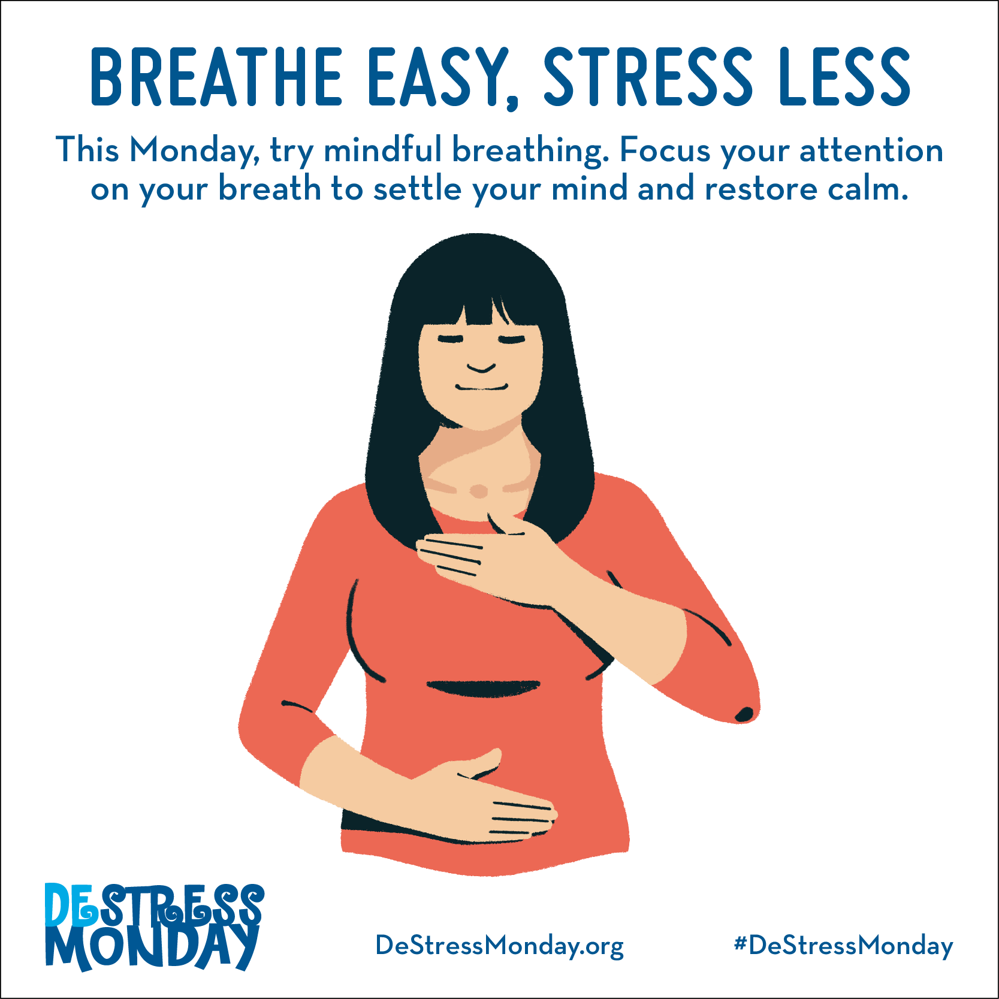 BREATHE EASY, STRESS LESS
This Monday, try mindful breathing. Focus your attention
on your breath to settle your mind and restore calm.
DESTRESS
MONDAY
DeStressMonday.org
#DeStressMonday